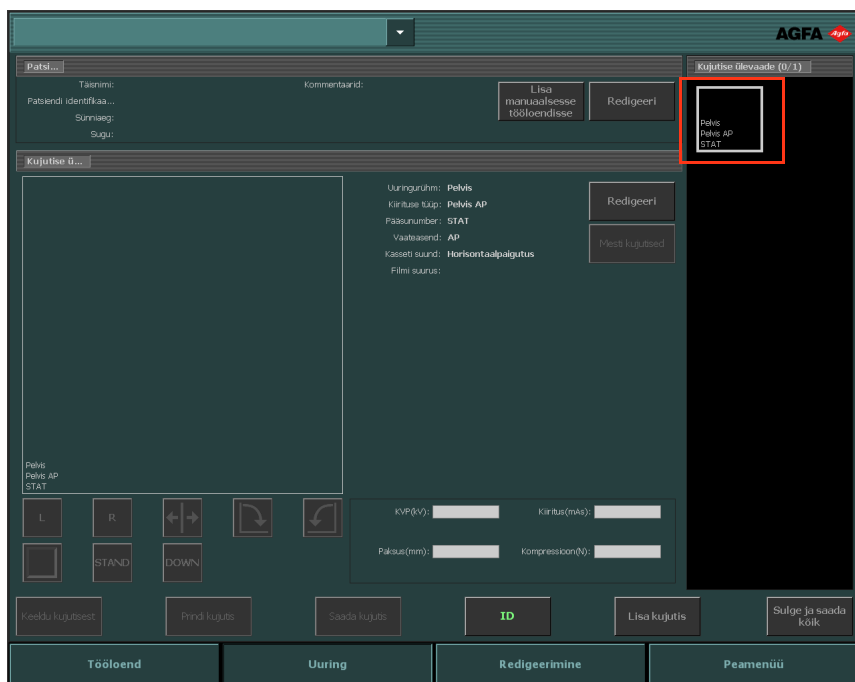 AGFA Agfa
Patsi...
Kujutise ülevaade (0/1)
Täisnimi:
Kommentaarid:
Patsiendi identifikaa...
Sünniaeg:
Sugu:
Lisa
manuaalsesse
tööloendisse
Redigeeri
Pelvis
Pelvis AP
STAT
Kujutise ü...
Uuringurühm: Pelvis
Kiirituse tüüp: Pelvis AP
Pääsunumber: STAT
Vaateasend: AP
Kasseti suund: Horisontaalpaigutus
Filmi suurus:
Redigeeri
Mesti kujutised
Pelvis
Pelvis AP
STAT
L
R
STAND
DOWN
KVP(kV):
Kiiritus(mAs):
Paksus(mm):
Kompressioon(N):
Keeldu kujutisest
Prindi kujutis
Saada kujutis
ID
Lisa kujutis
Sulge ja saada
kõik
Tööloend
Uuring
Redigeerimine
Peamenüü